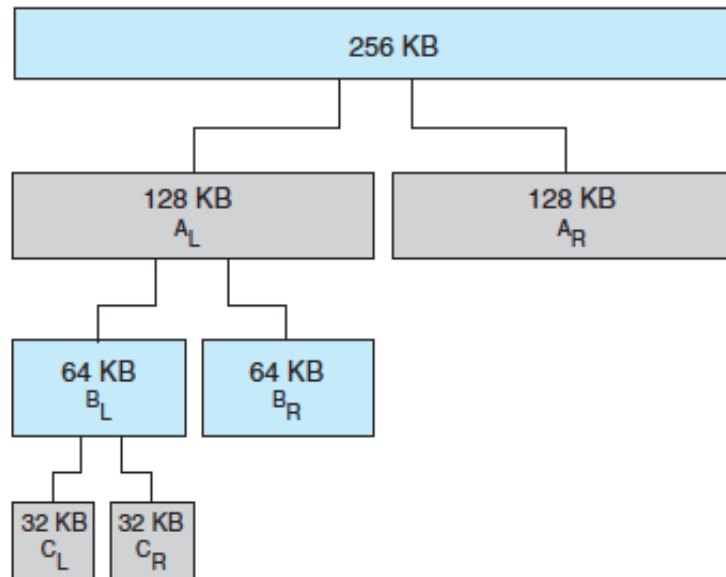 256 KB
128 KB
A_L
128 KB
A_R
64 KB
B_L
64 KB
B_R
32 KB
C_L
32 KB
C_R